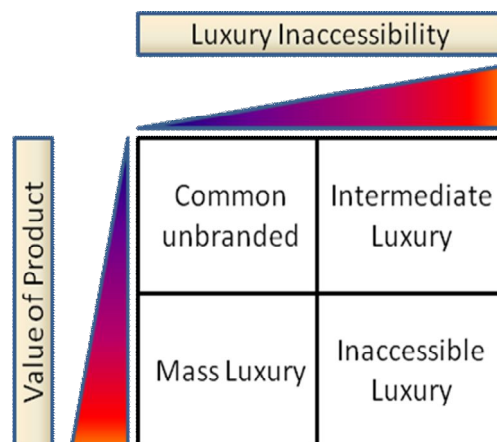 Luxury Inaccessibility
Value of Product
Common
unbranded
Intermediate
Luxury
Mass Luxury
Inaccessible
Luxury